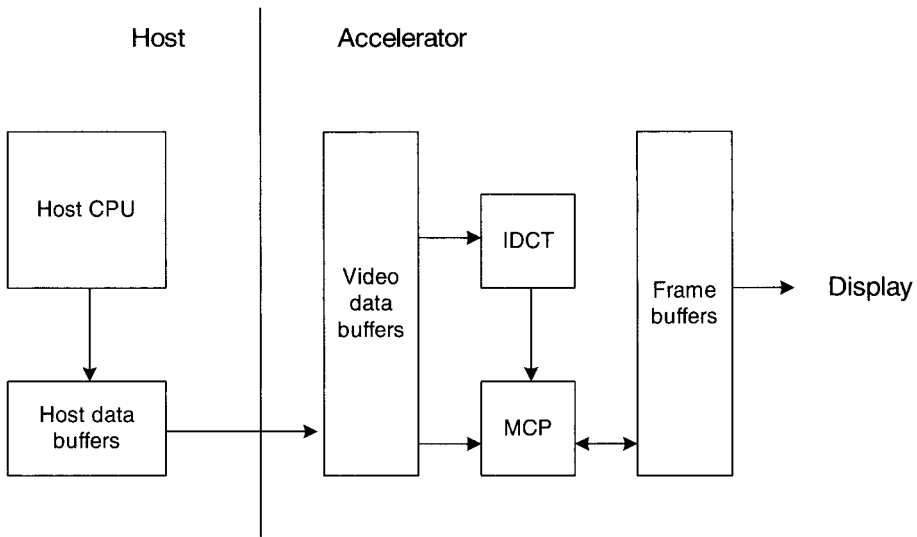 Host
Accelerator
Host CPU
Host data
buffers
Video
data
buffers
IDCT
MCP
Frame
buffers
Display